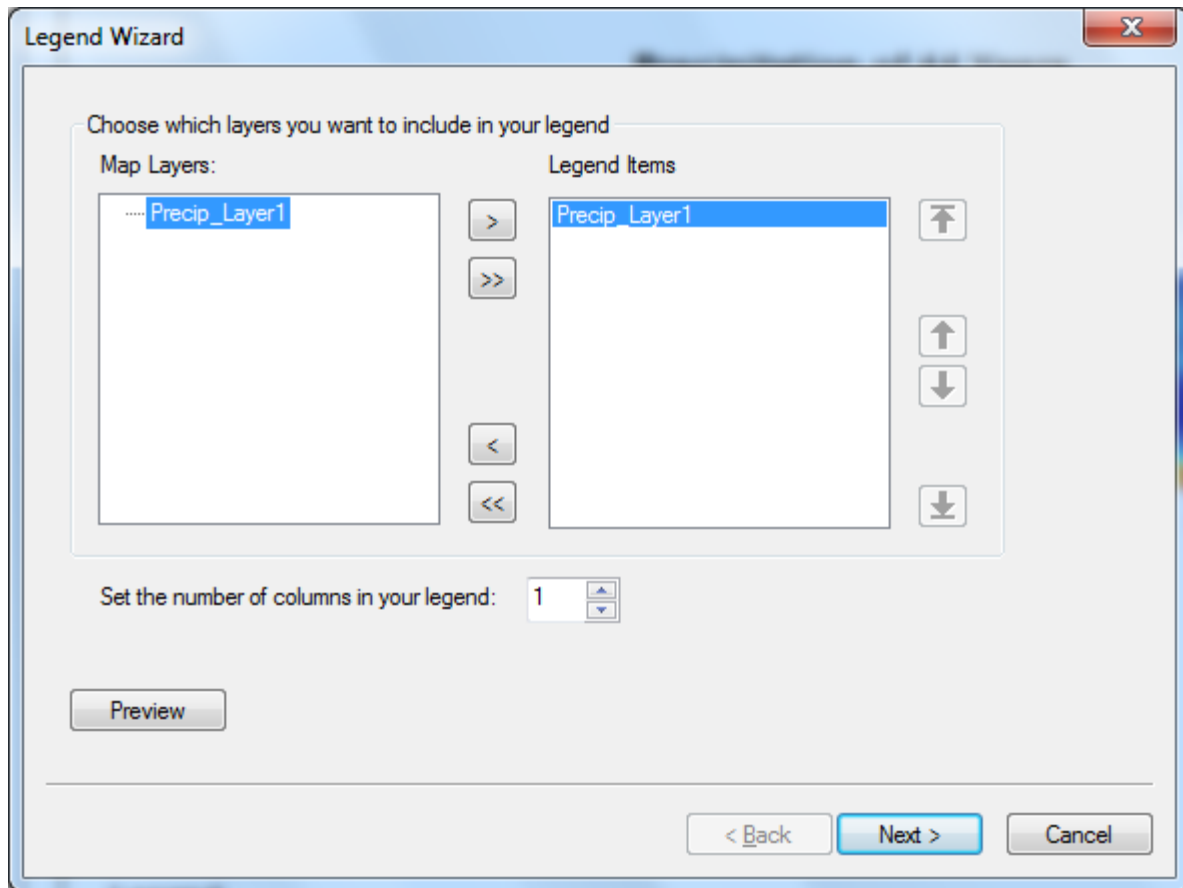 Legend Wizard
Choose which layers you want to include in your legend
Map Layers:
Legend Items
Precip_Layer1
Precip_Layer1
>
>>
<
<<
Set the number of columns in your legend: 1
Preview
< Back
Next >
Cancel